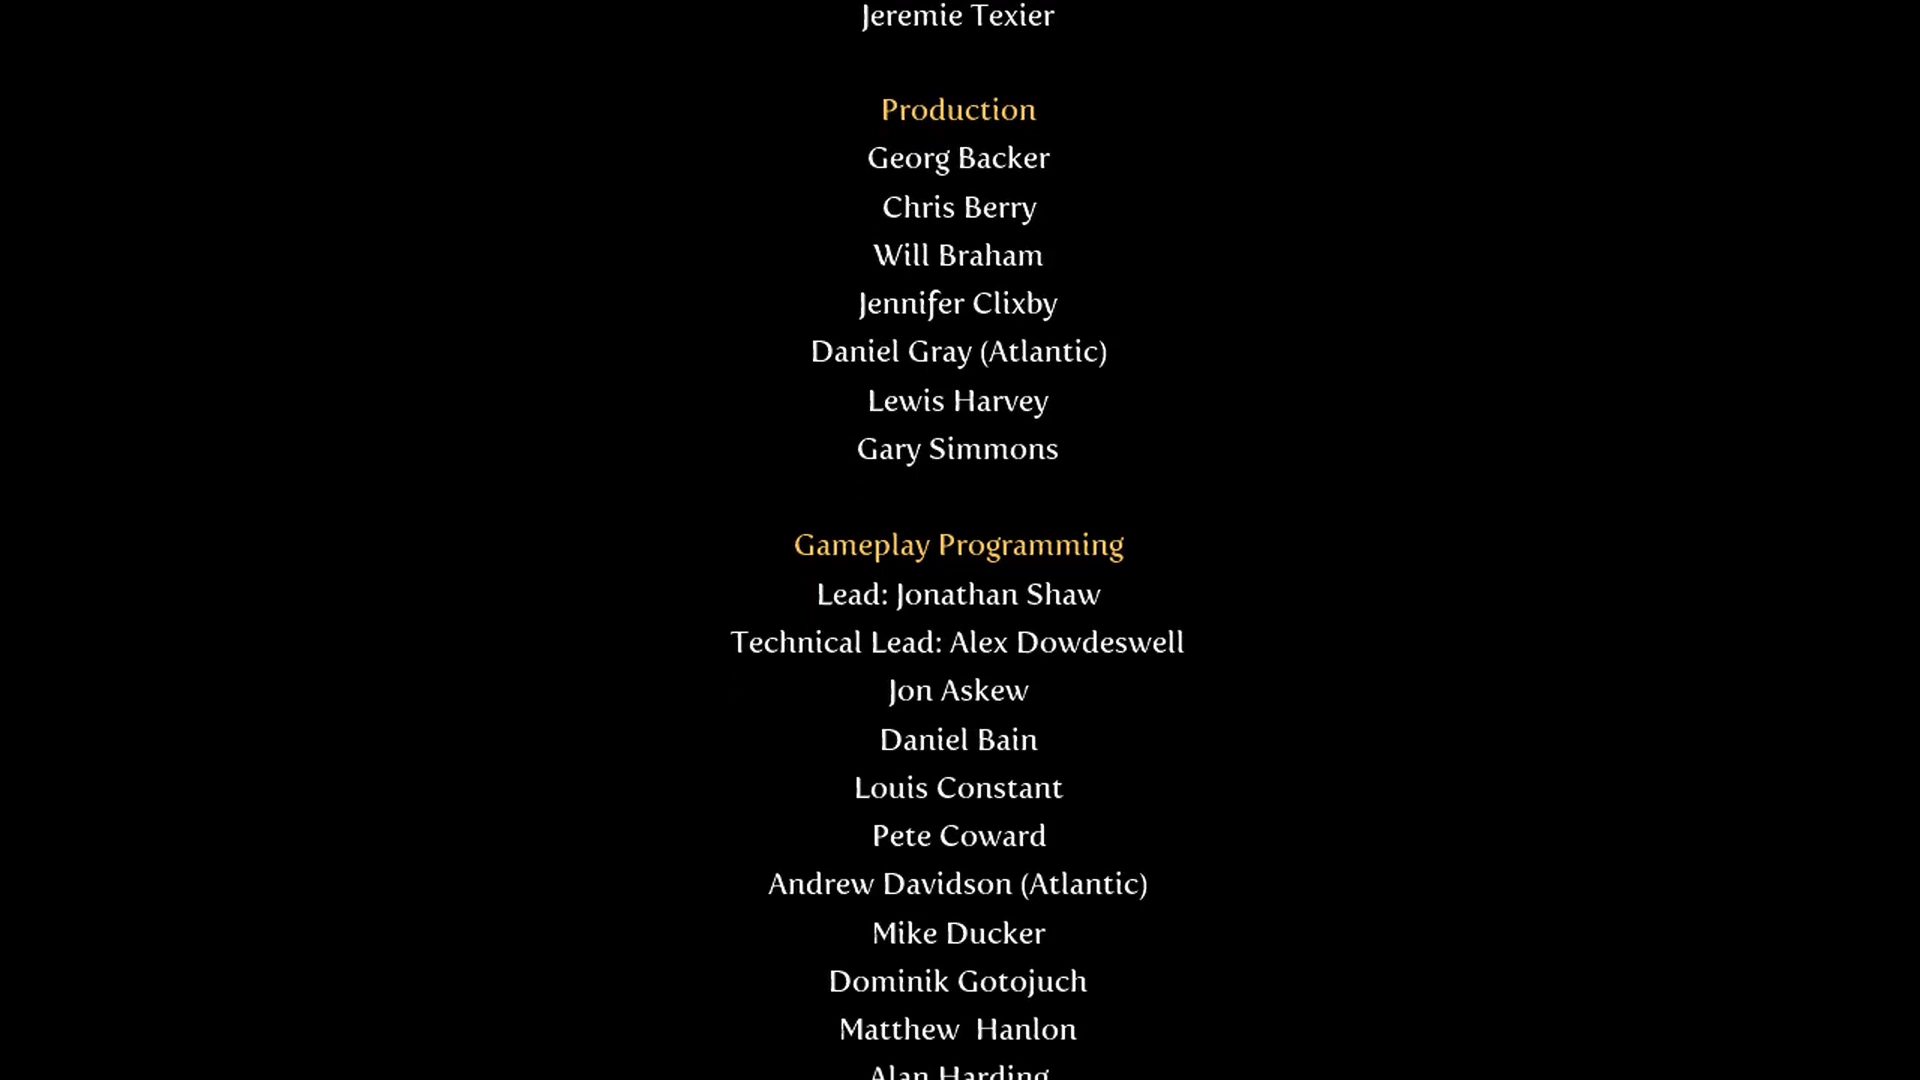 Jeremie Texier
Production
Georg Backer
Chris Berry
Will Braham
Jennifer Clixby
Daniel Gray (Atlantic)
Lewis Harvey
Gary Simmons
Gameplay Programming
Lead: Jonathan Shaw
Technical Lead: Alex Dowdeswell
Jon Askew
Daniel Bain
Louis Constant
Pete Coward
Andrew Davidson (Atlantic)
Mike Ducker
Dominik Gotojuch
Matthew  Hanlon
Alan Harding